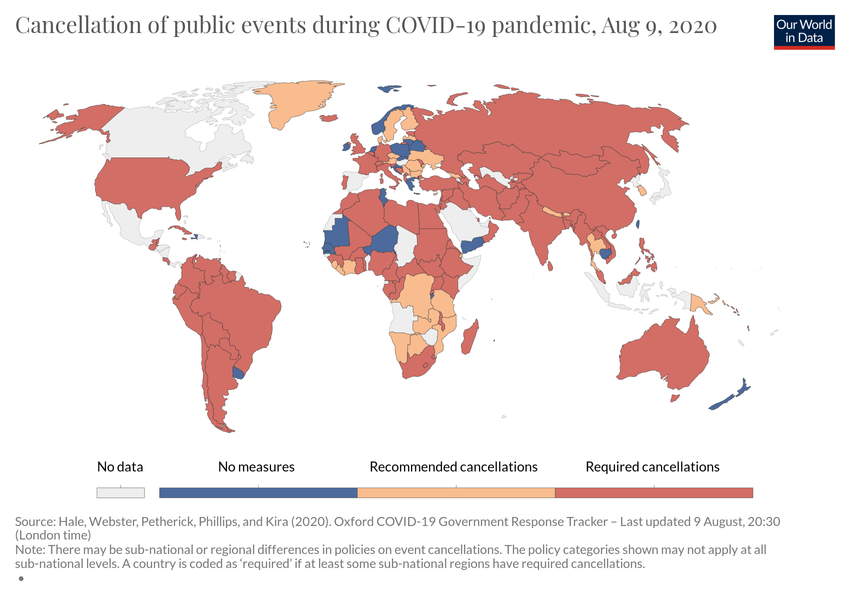 Cancellation of public events during COVID-19 pandemic, Aug 9, 2020
Our World
in Data
No data
No measures
Recommended cancellations
Required cancellations
Source: Hale, Webster, Petherick, Phillips, and Kira (2020). Oxford COVID-19 Government Response Tracker – Last updated 9 August, 20:30
(London time)
Note: There may be sub-national or regional differences in policies on event cancellations. The policy categories shown may not apply at all
sub-national levels. A country is coded as ‘required’ if at least some sub-national regions have required cancellations.
•